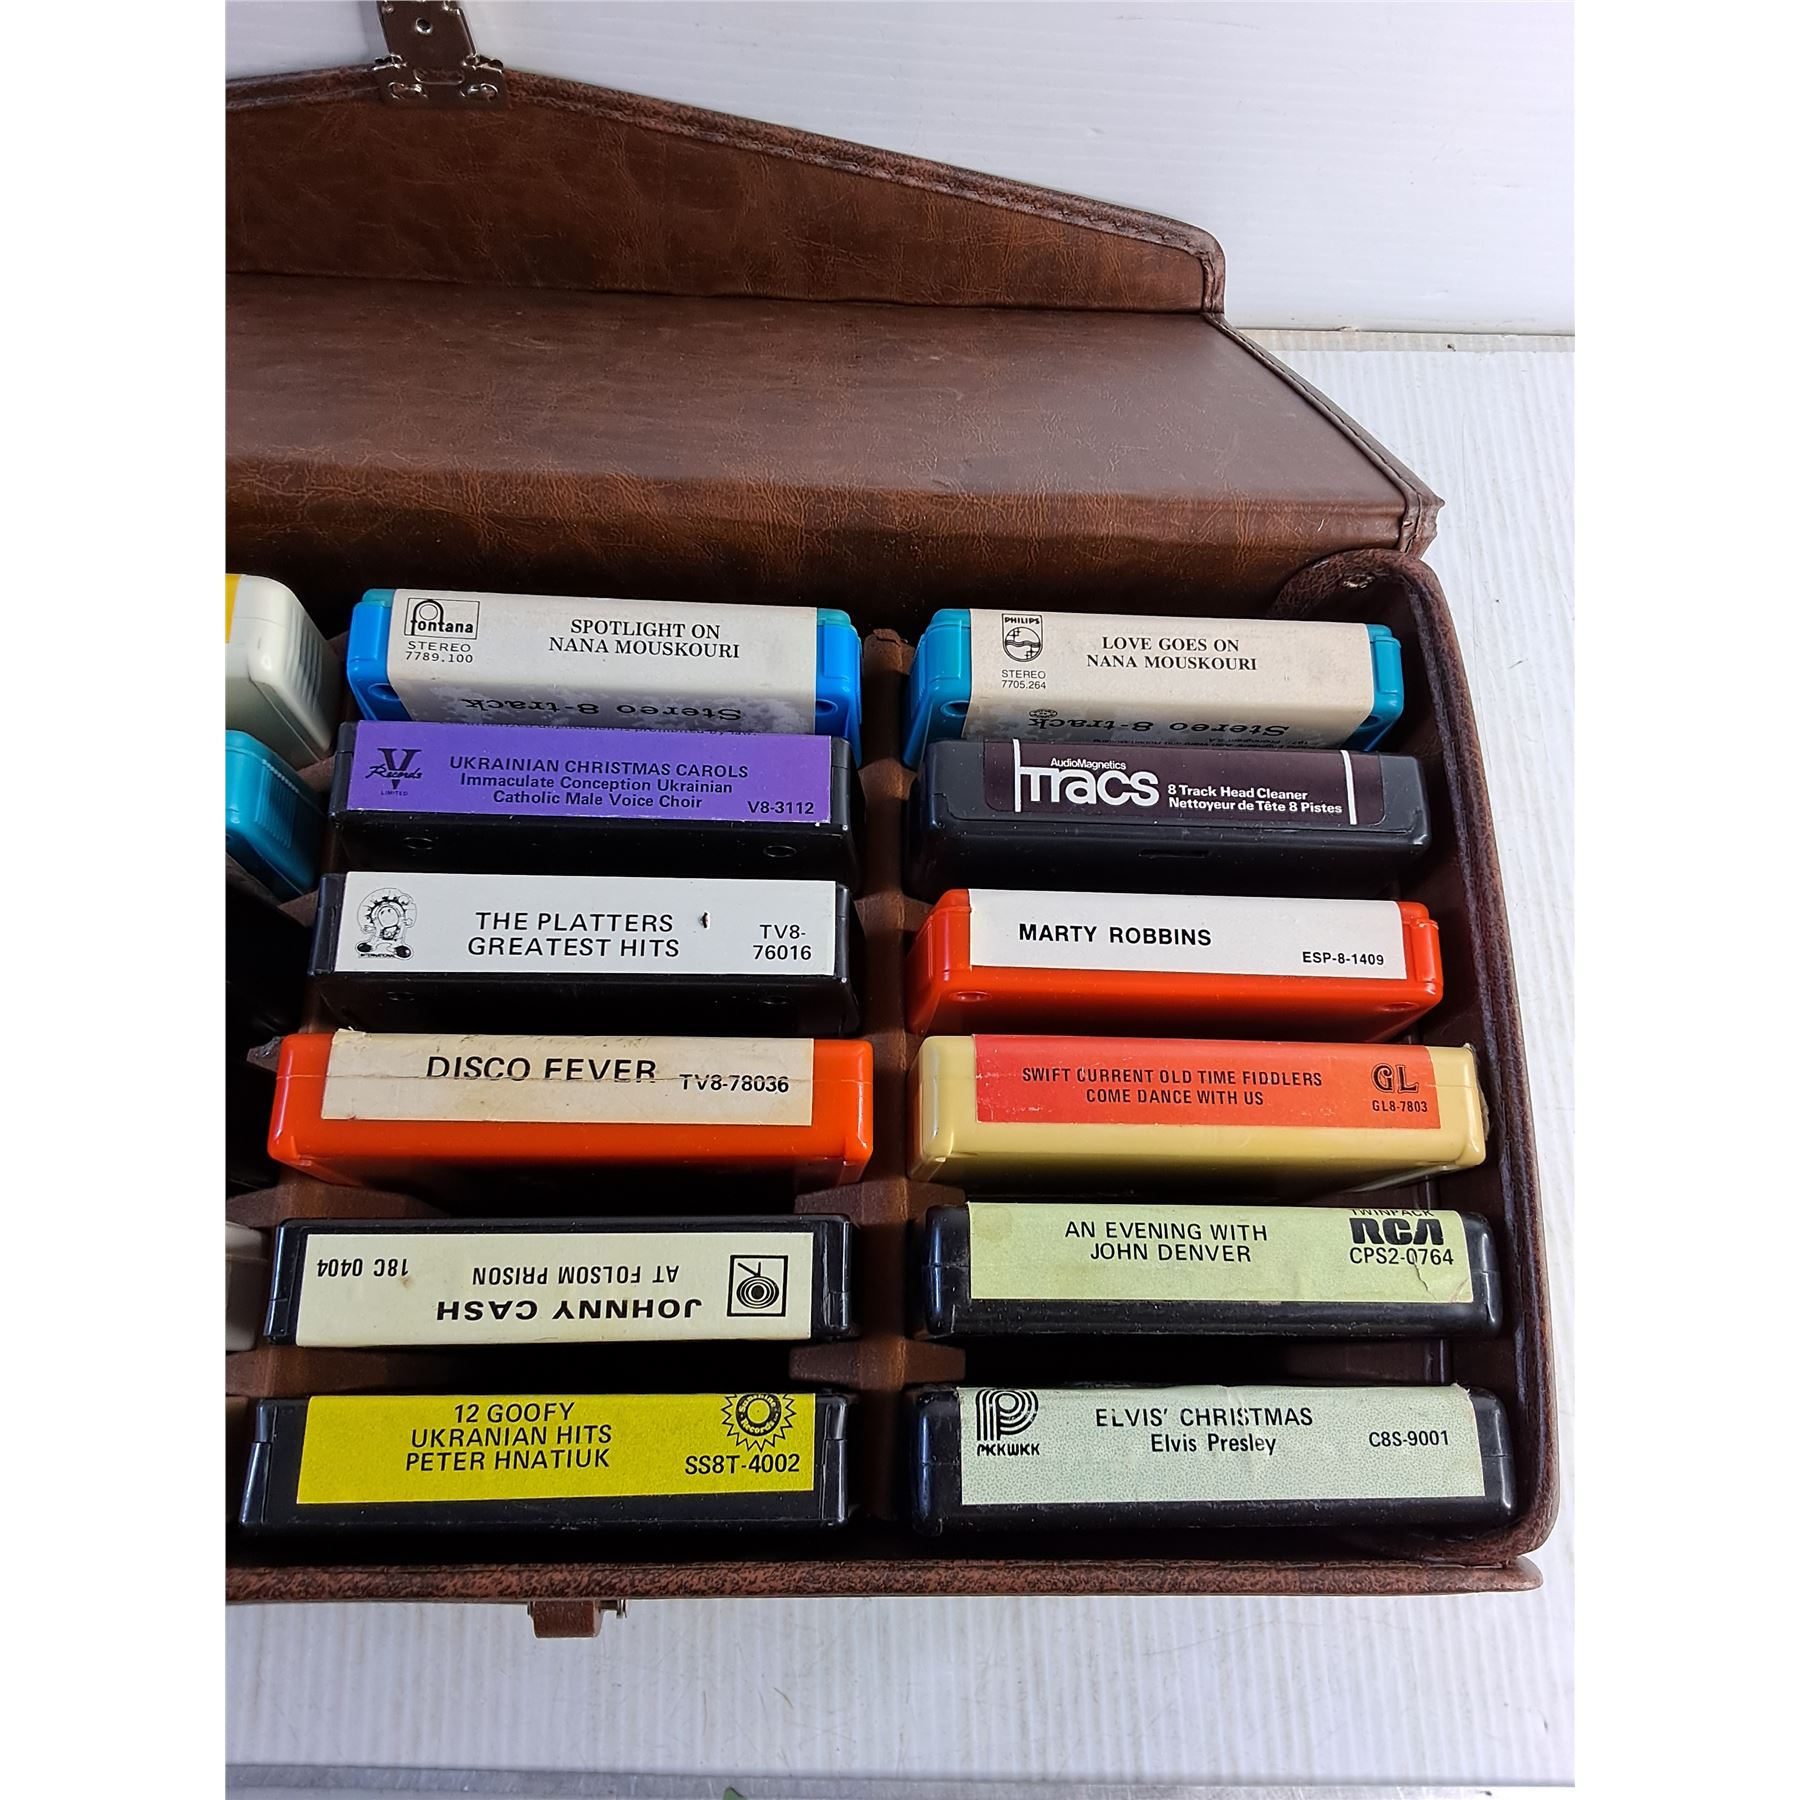 fontana
STEREO
7789.100
SPOTLIGHT ON
NANA MOUSKOURI
Stereo 8-track
PHILIPS
STEREO
7705.264
LOVE GOES ON
NANA MOUSKOURI
Stereo 8-track
V
Records
LIMITED
UKRAINIAN CHRISTMAS CAROLS
Immaculate Conception Ukrainian
Catholic Male Voice Choir
V8-3112
AudioMagnetics
TRACS
8 Track Head Cleaner
Nettoyeur de Tête 8 Pistes
INTERNATIONAL
THE PLATTERS
GREATEST HITS
TV8-
76016
MARTY ROBBINS
ESP-8-1409
DISCO FEVER
TV8-78036
SWIFT CURRENT OLD TIME FIDDLERS
COME DANCE WITH US
GL
GL8-7803
JOHNNY CASH
AT FOLSOM PRISON
18C 0404
AN EVENING WITH
JOHN DENVER
TWINPACK
RCA
CPS2-0764
12 GOOFY
UKRANIAN HITS
PETER HNATIUK
SS8T-4002
PICKWICK
ELVIS' CHRISTMAS
Elvis Presley
C8S-9001